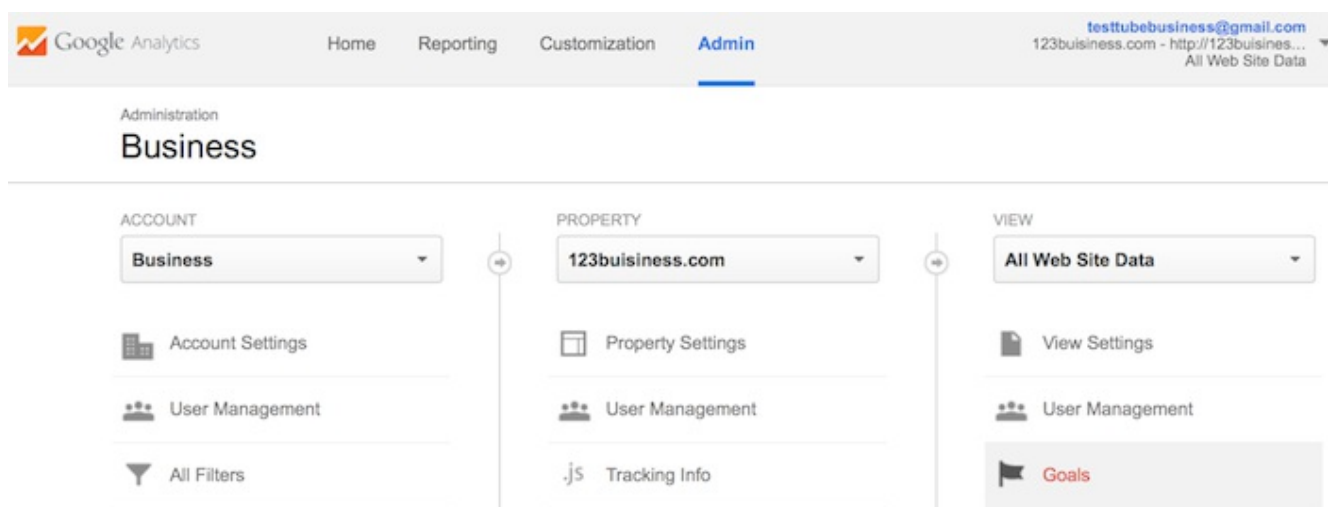 Google Analytics Home Reporting Customization Admin
testtubebusiness@gmail.com
123buisiness.com - http://123buisines...
All Web Site Data
Administration
Business
ACCOUNT PROPERTY VIEW
Business 123buisiness.com All Web Site Data
Account Settings Property Settings View Settings
User Management User Management User Management
All Filters .js Tracking Info Goals